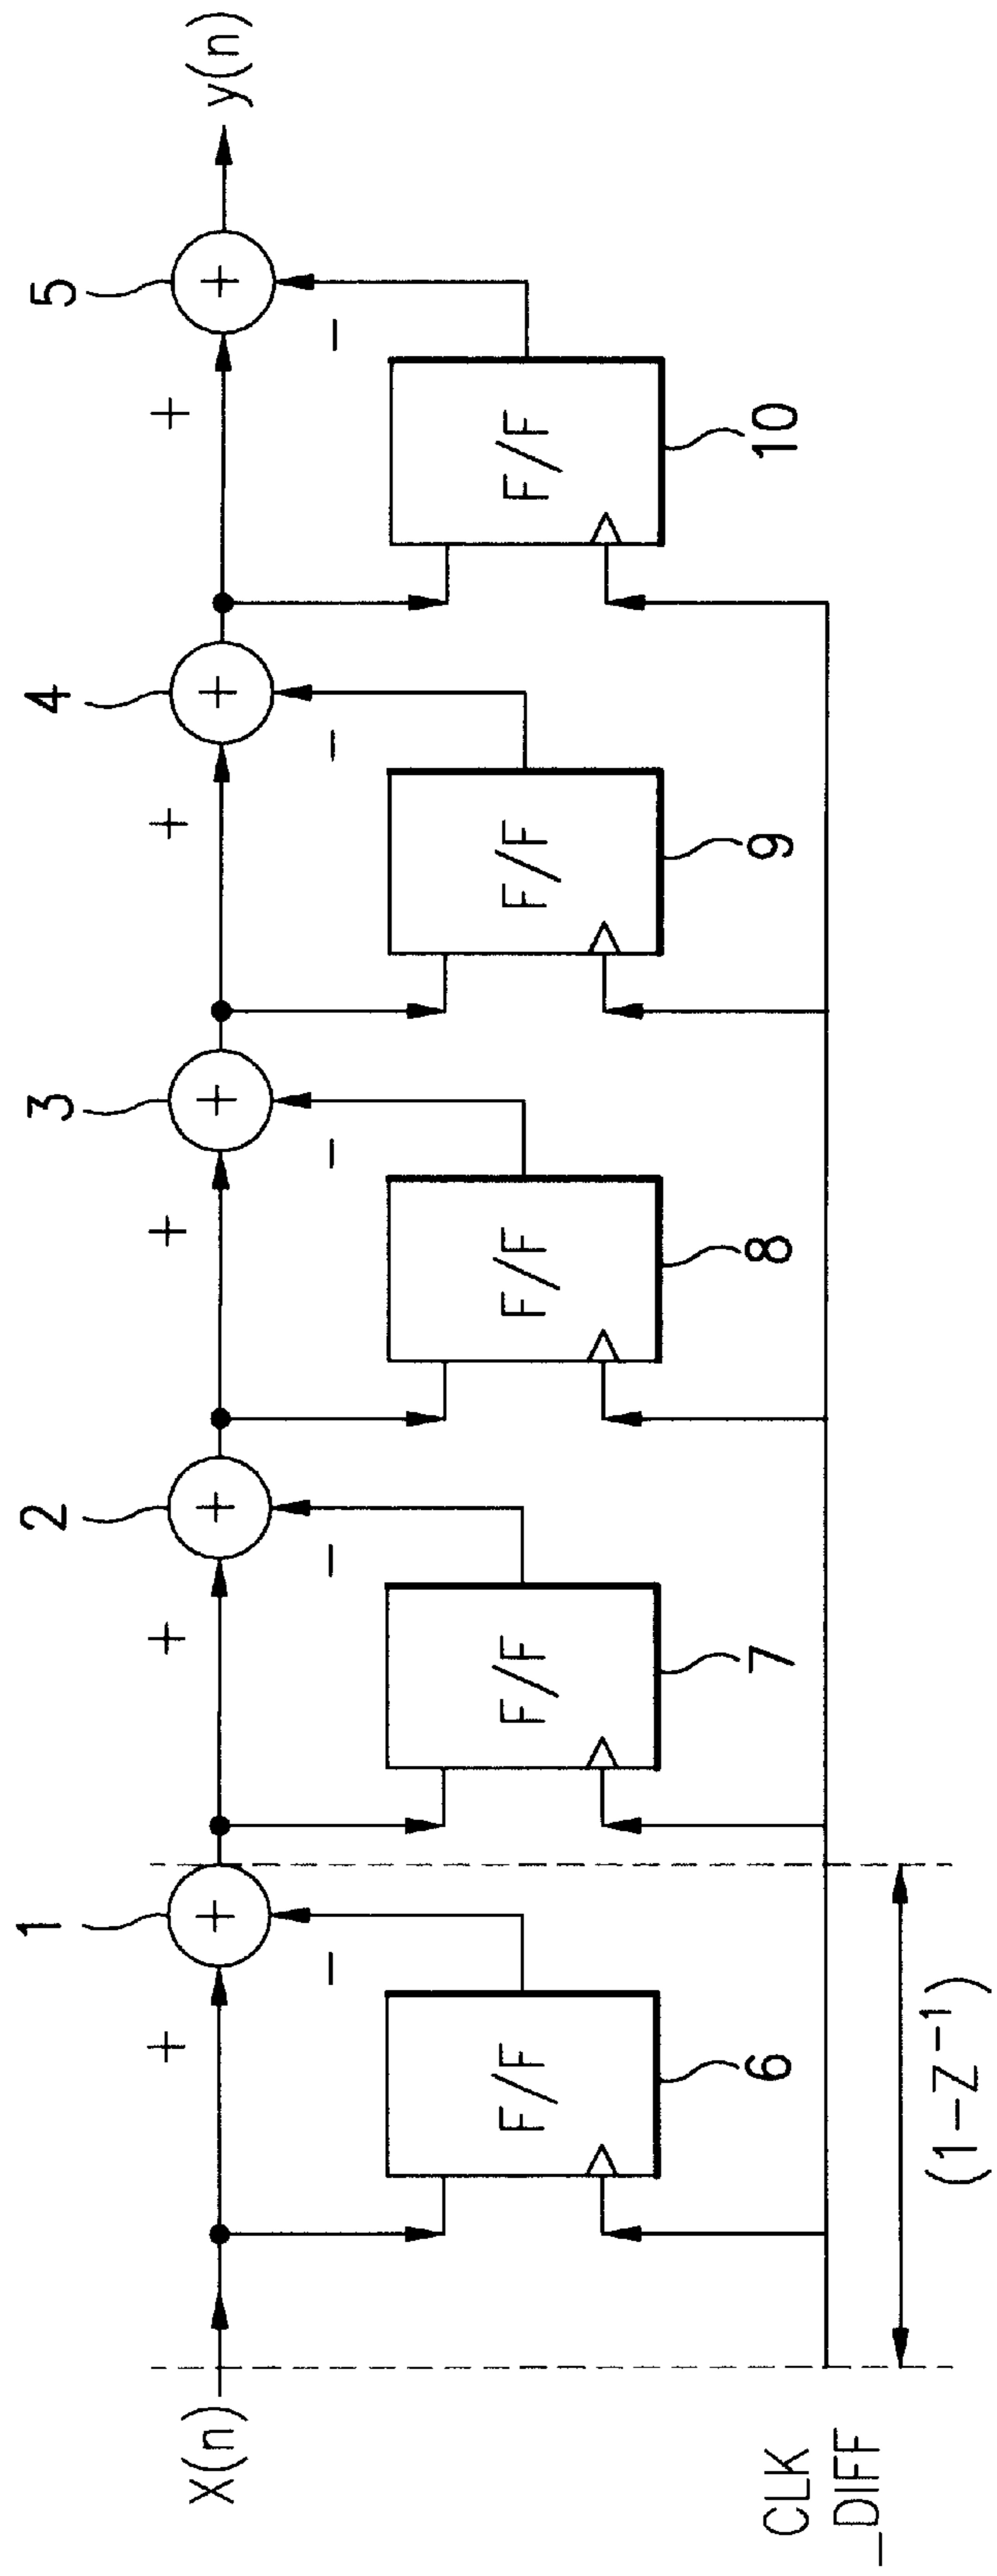 1 2 3 4 5
+ + + + +
X(n) + + + + + y(n)
- - - - -
F/F F/F F/F F/F F/F
6 7 8 9 10
CLK
_DIFF
(1-Z⁻¹)